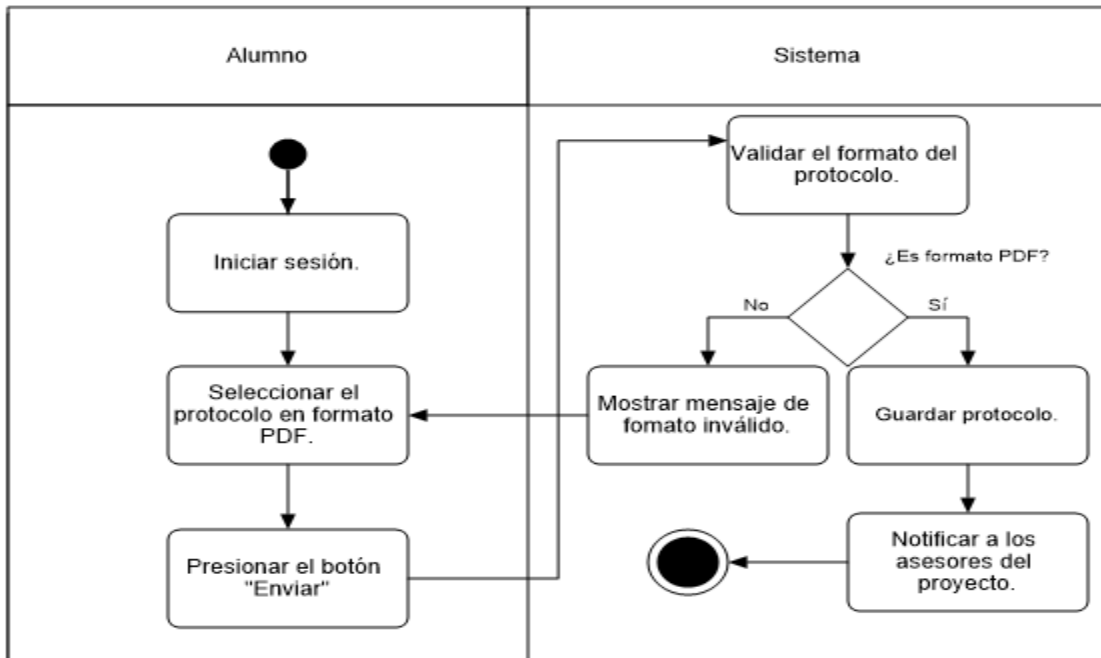 Alumno
Sistema
Iniciar sesión.
Seleccionar el
protocolo en formato
PDF.
Presionar el botón
"Enviar"
Validar el formato del
protocolo.
¿Es formato PDF?
No
Sí
Mostrar mensaje de
fomato inválido.
Guardar protocolo.
Notificar a los
asesores del
proyecto.